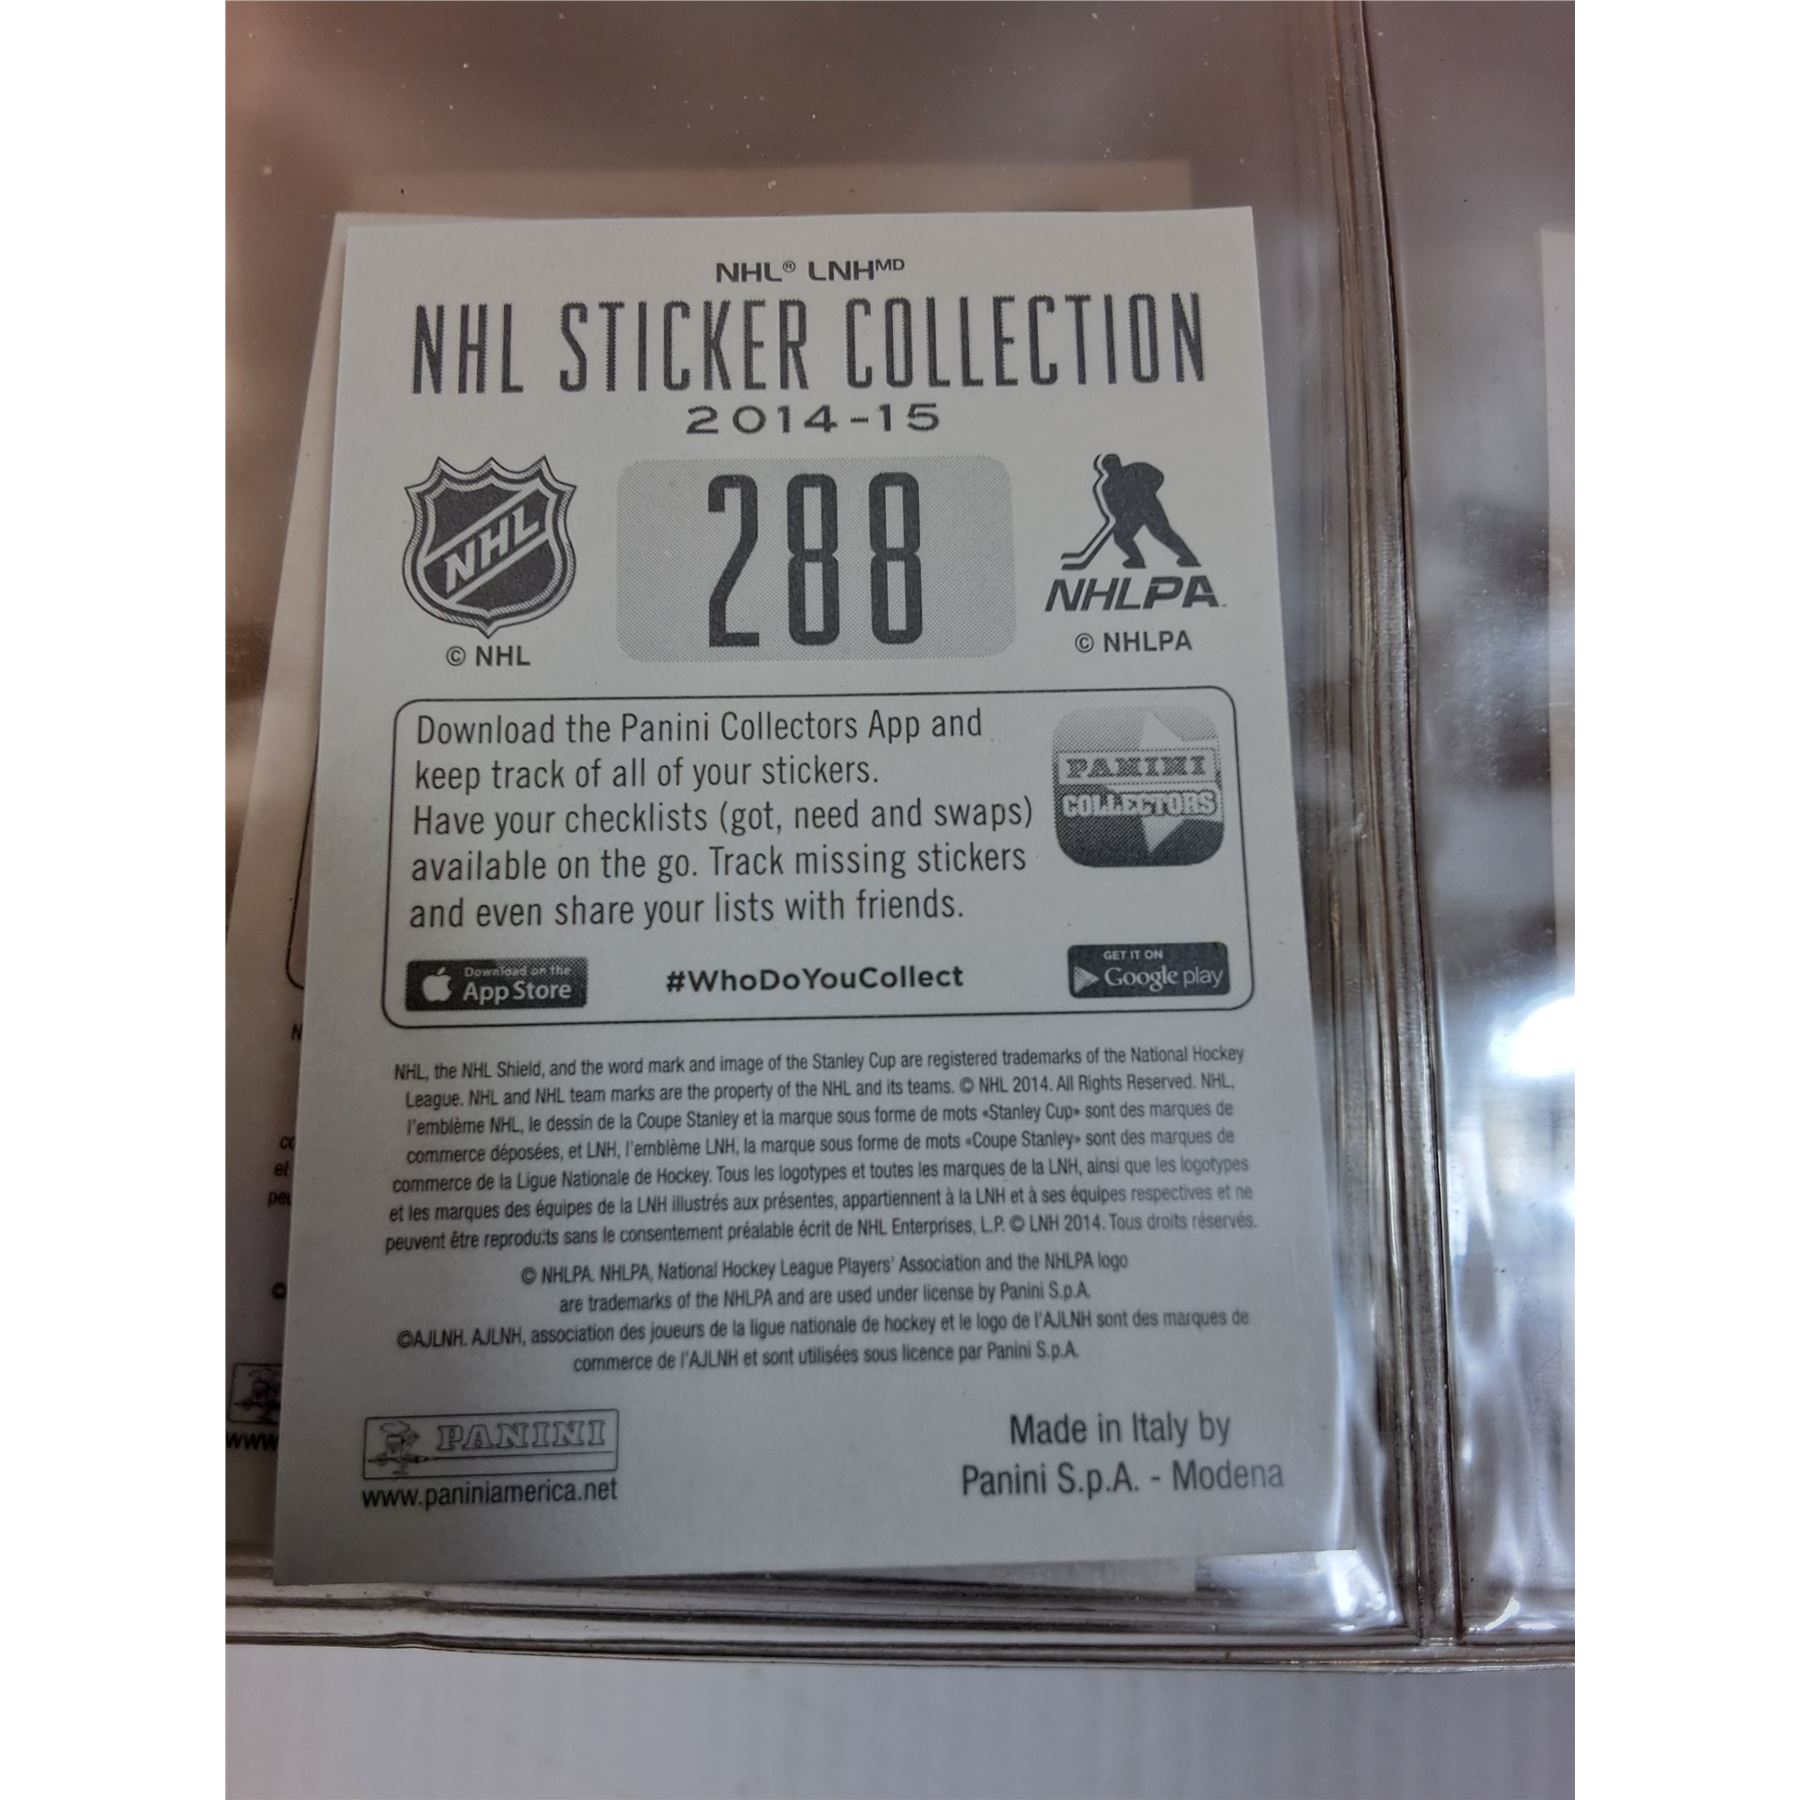 NHL® LNHMD
NHL STICKER COLLECTION
2014-15
NHL
288
NHLPA
© NHL
© NHLPA
Download the Panini Collectors App and
keep track of all of your stickers.
Have your checklists (got, need and swaps)
available on the go. Track missing stickers
and even share your lists with friends.
PANINI
COLLECTORS
Download on the
App Store
#WhoDoYouCollect
GET IT ON
Google play
NHL, the NHL Shield, and the word mark and image of the Stanley Cup are registered trademarks of the National Hockey
League. NHL and NHL team marks are the property of the NHL and its teams. © NHL 2014. All Rights Reserved. NHL,
l'emblème NHL, le dessin de la Coupe Stanley et la marque sous forme de mots «Stanley Cup» sont des marques de
commerce déposées, et LNH, l'emblème LNH, la marque sous forme de mots «Coupe Stanley» sont des marques de
commerce de la Ligue Nationale de Hockey. Tous les logotypes et toutes les marques de la LNH, ainsi que les logotypes
et les marques des équipes de la LNH illustrés aux présentes, appartiennent à la LNH et à ses équipes respectives et ne
peuvent être reproduits sans le consentement préalable écrit de NHL Enterprises, L.P. © LNH 2014. Tous droits réservés.
© NHLPA. NHLPA, National Hockey League Players' Association and the NHLPA logo
are trademarks of the NHLPA and are used under license by Panini S.p.A.
©AJLNH. AJLNH, association des joueurs de la ligue nationale de hockey et le logo de l'AJLNH sont des marques de
commerce de l'AJLNH et sont utilisées sous licence par Panini S.p.A.
PANINI
www.paniniamerica.net
Made in Italy by
Panini S.p.A. - Modena
N
co
et
peu
©
www